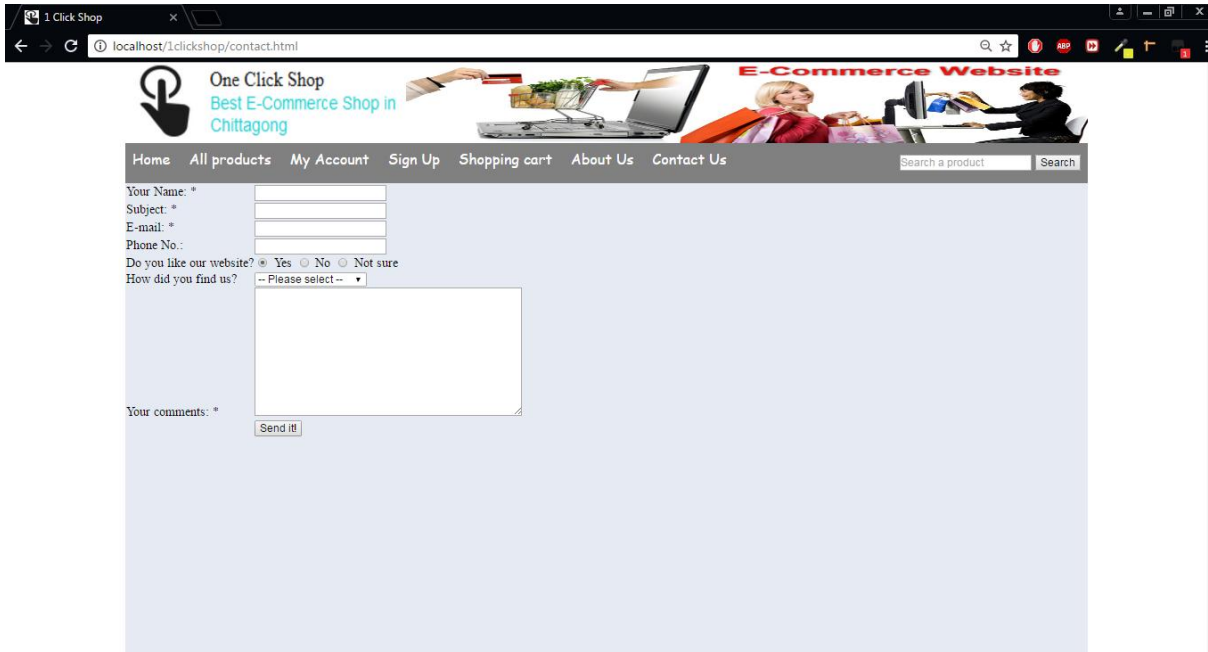 1 Click Shop
localhost/1clickshop/contact.html
ABP
1
One Click Shop
Best E-Commerce Shop in
Chittagong
E-Commerce Website
Home All products My Account Sign Up Shopping cart About Us Contact Us Search a product Search
Your Name: *
Subject: *
E-mail: *
Phone No.:
Do you like our website? Yes No Not sure
How did you find us? -- Please select --
Your comments: *
Send it!